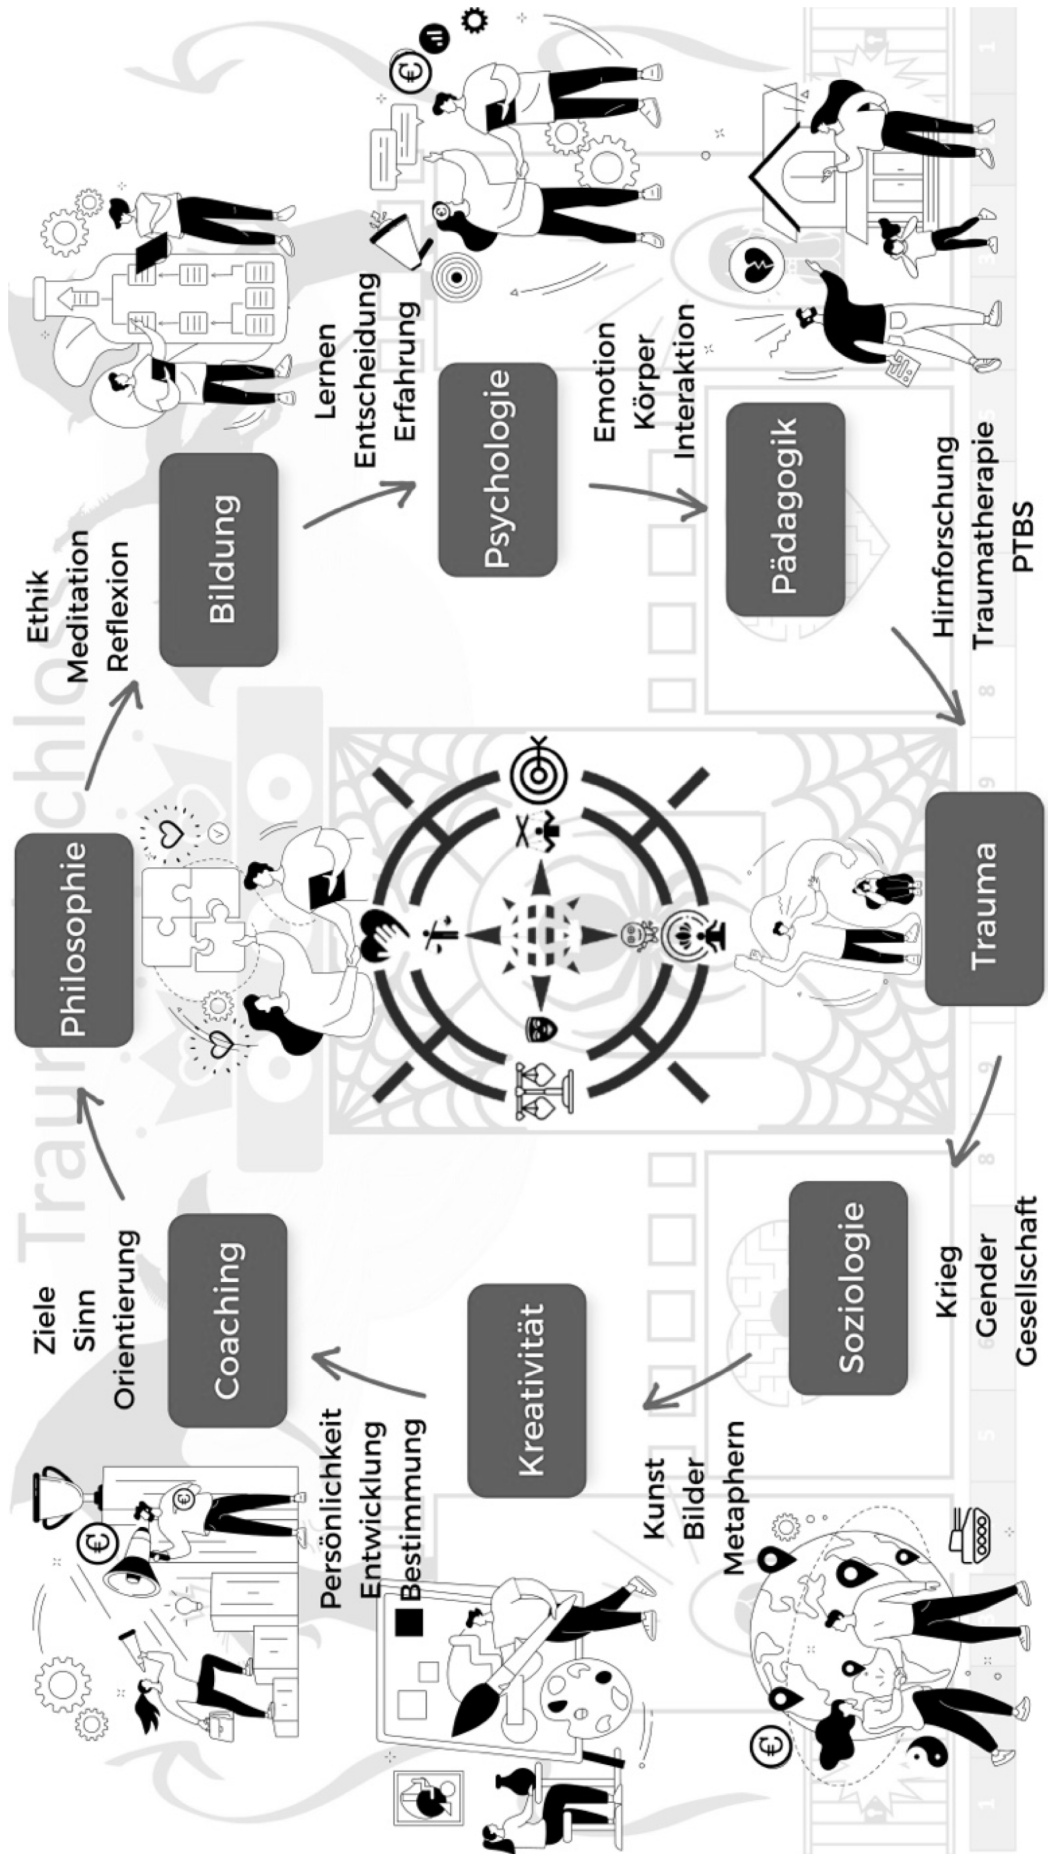 Ziele
Sinn
Orientierung
Coaching
Philosophie
Ethik
Meditation
Reflexion
Bildung
Persönlichkeit
Entwicklung
Bestimmung
Kreativität
Lernen
Entscheidung
Erfahrung
Psychologie
Kunst
Bilder
Metaphern
Soziologie
Emotion
Körper
Interaktion
Pädagogik
Krieg
Gender
Gesellschaft
Trauma
Hirnforschung
Traumatherapie
PTBS